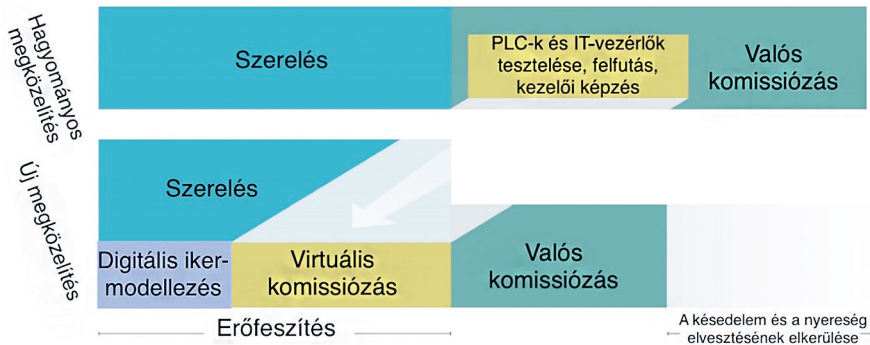 Hagyományos
megközelítés
Szerelés
PLC-k és IT-vezérlők
tesztelése, felfutás,
kezelői képzés
Valós
komissiózás
Új megközelítés
Szerelés
Digitális iker-
modellezés
Virtuális
komissiózás
Valós
komissiózás
Erőfeszítés
A késedelem és a nyereség
elvesztésének elkerülése